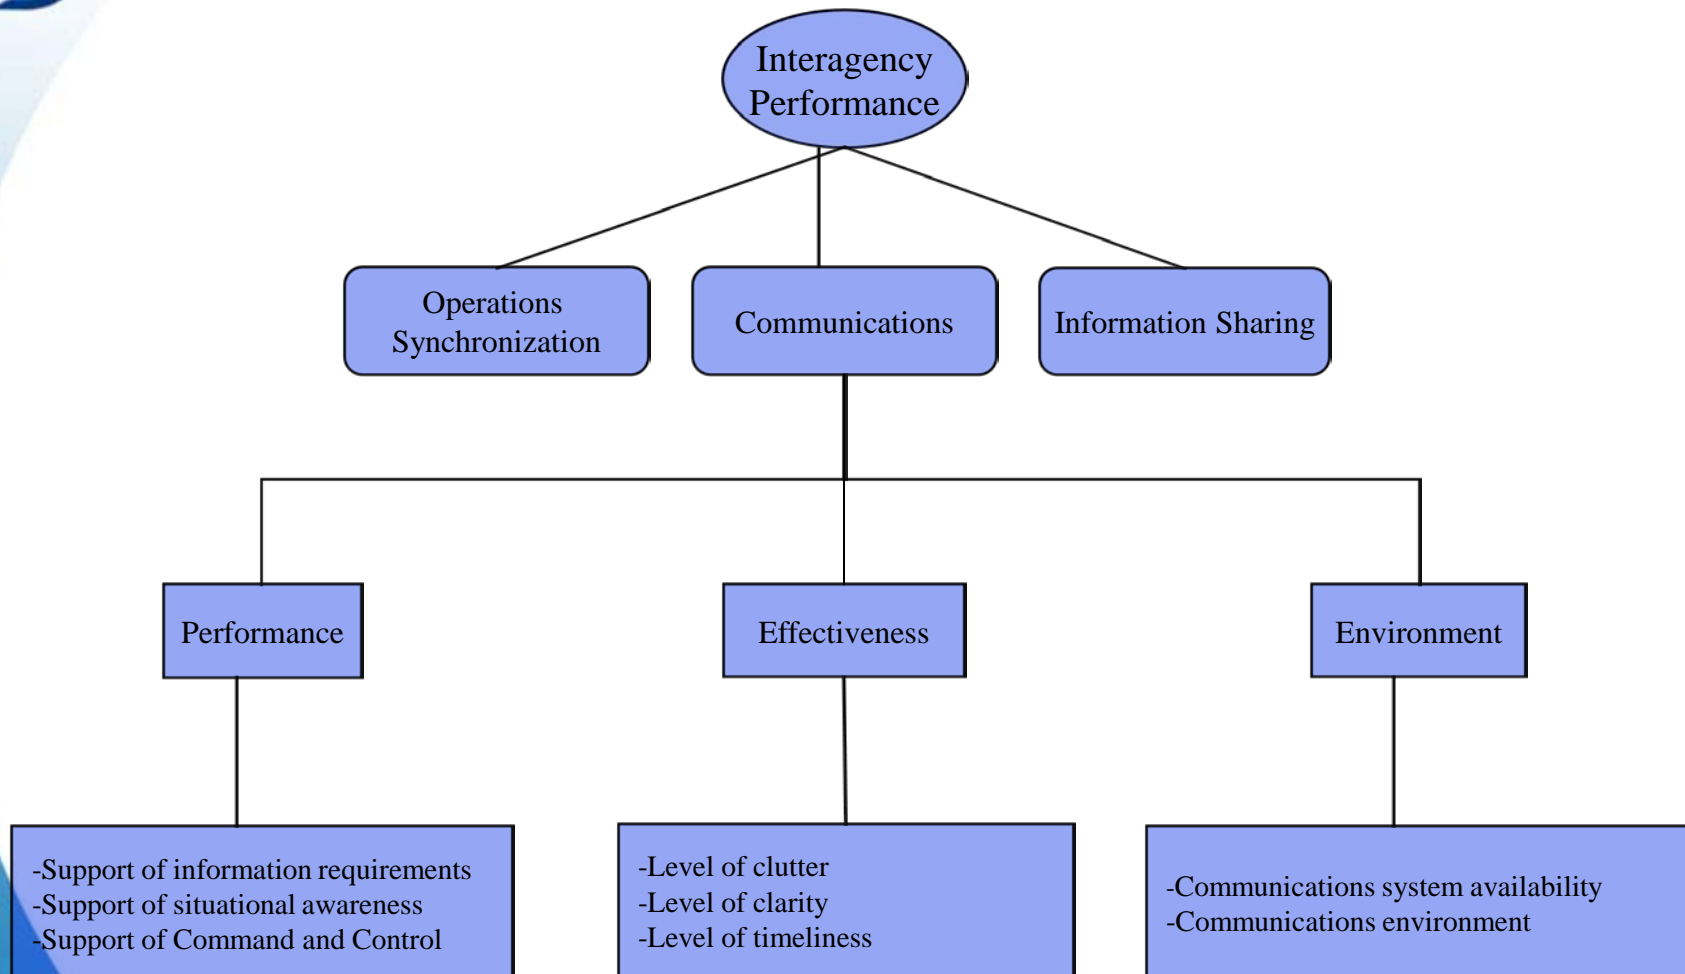 Interagency
Performance
Operations
Synchronization
Communications
Information Sharing
Performance
Effectiveness
Environment
-Support of information requirements
-Support of situational awareness
-Support of Command and Control
-Level of clutter
-Level of clarity
-Level of timeliness
-Communications system availability
-Communications environment